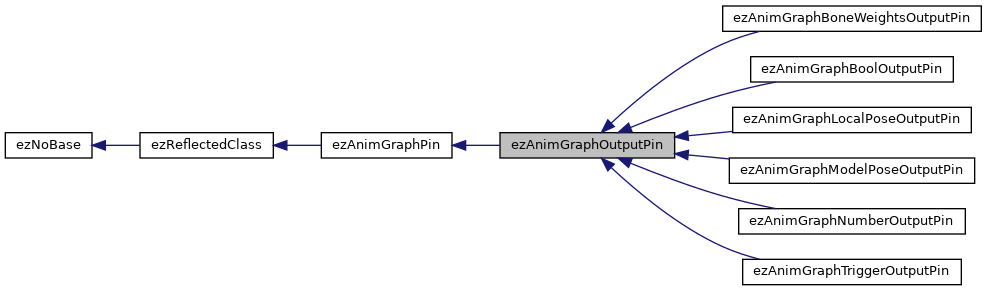 ezNoBase
ezReflectedClass
ezAnimGraphPin
ezAnimGraphOutputPin
ezAnimGraphBoneWeightsOutputPin
ezAnimGraphBoolOutputPin
ezAnimGraphLocalPoseOutputPin
ezAnimGraphModelPoseOutputPin
ezAnimGraphNumberOutputPin
ezAnimGraphTriggerOutputPin